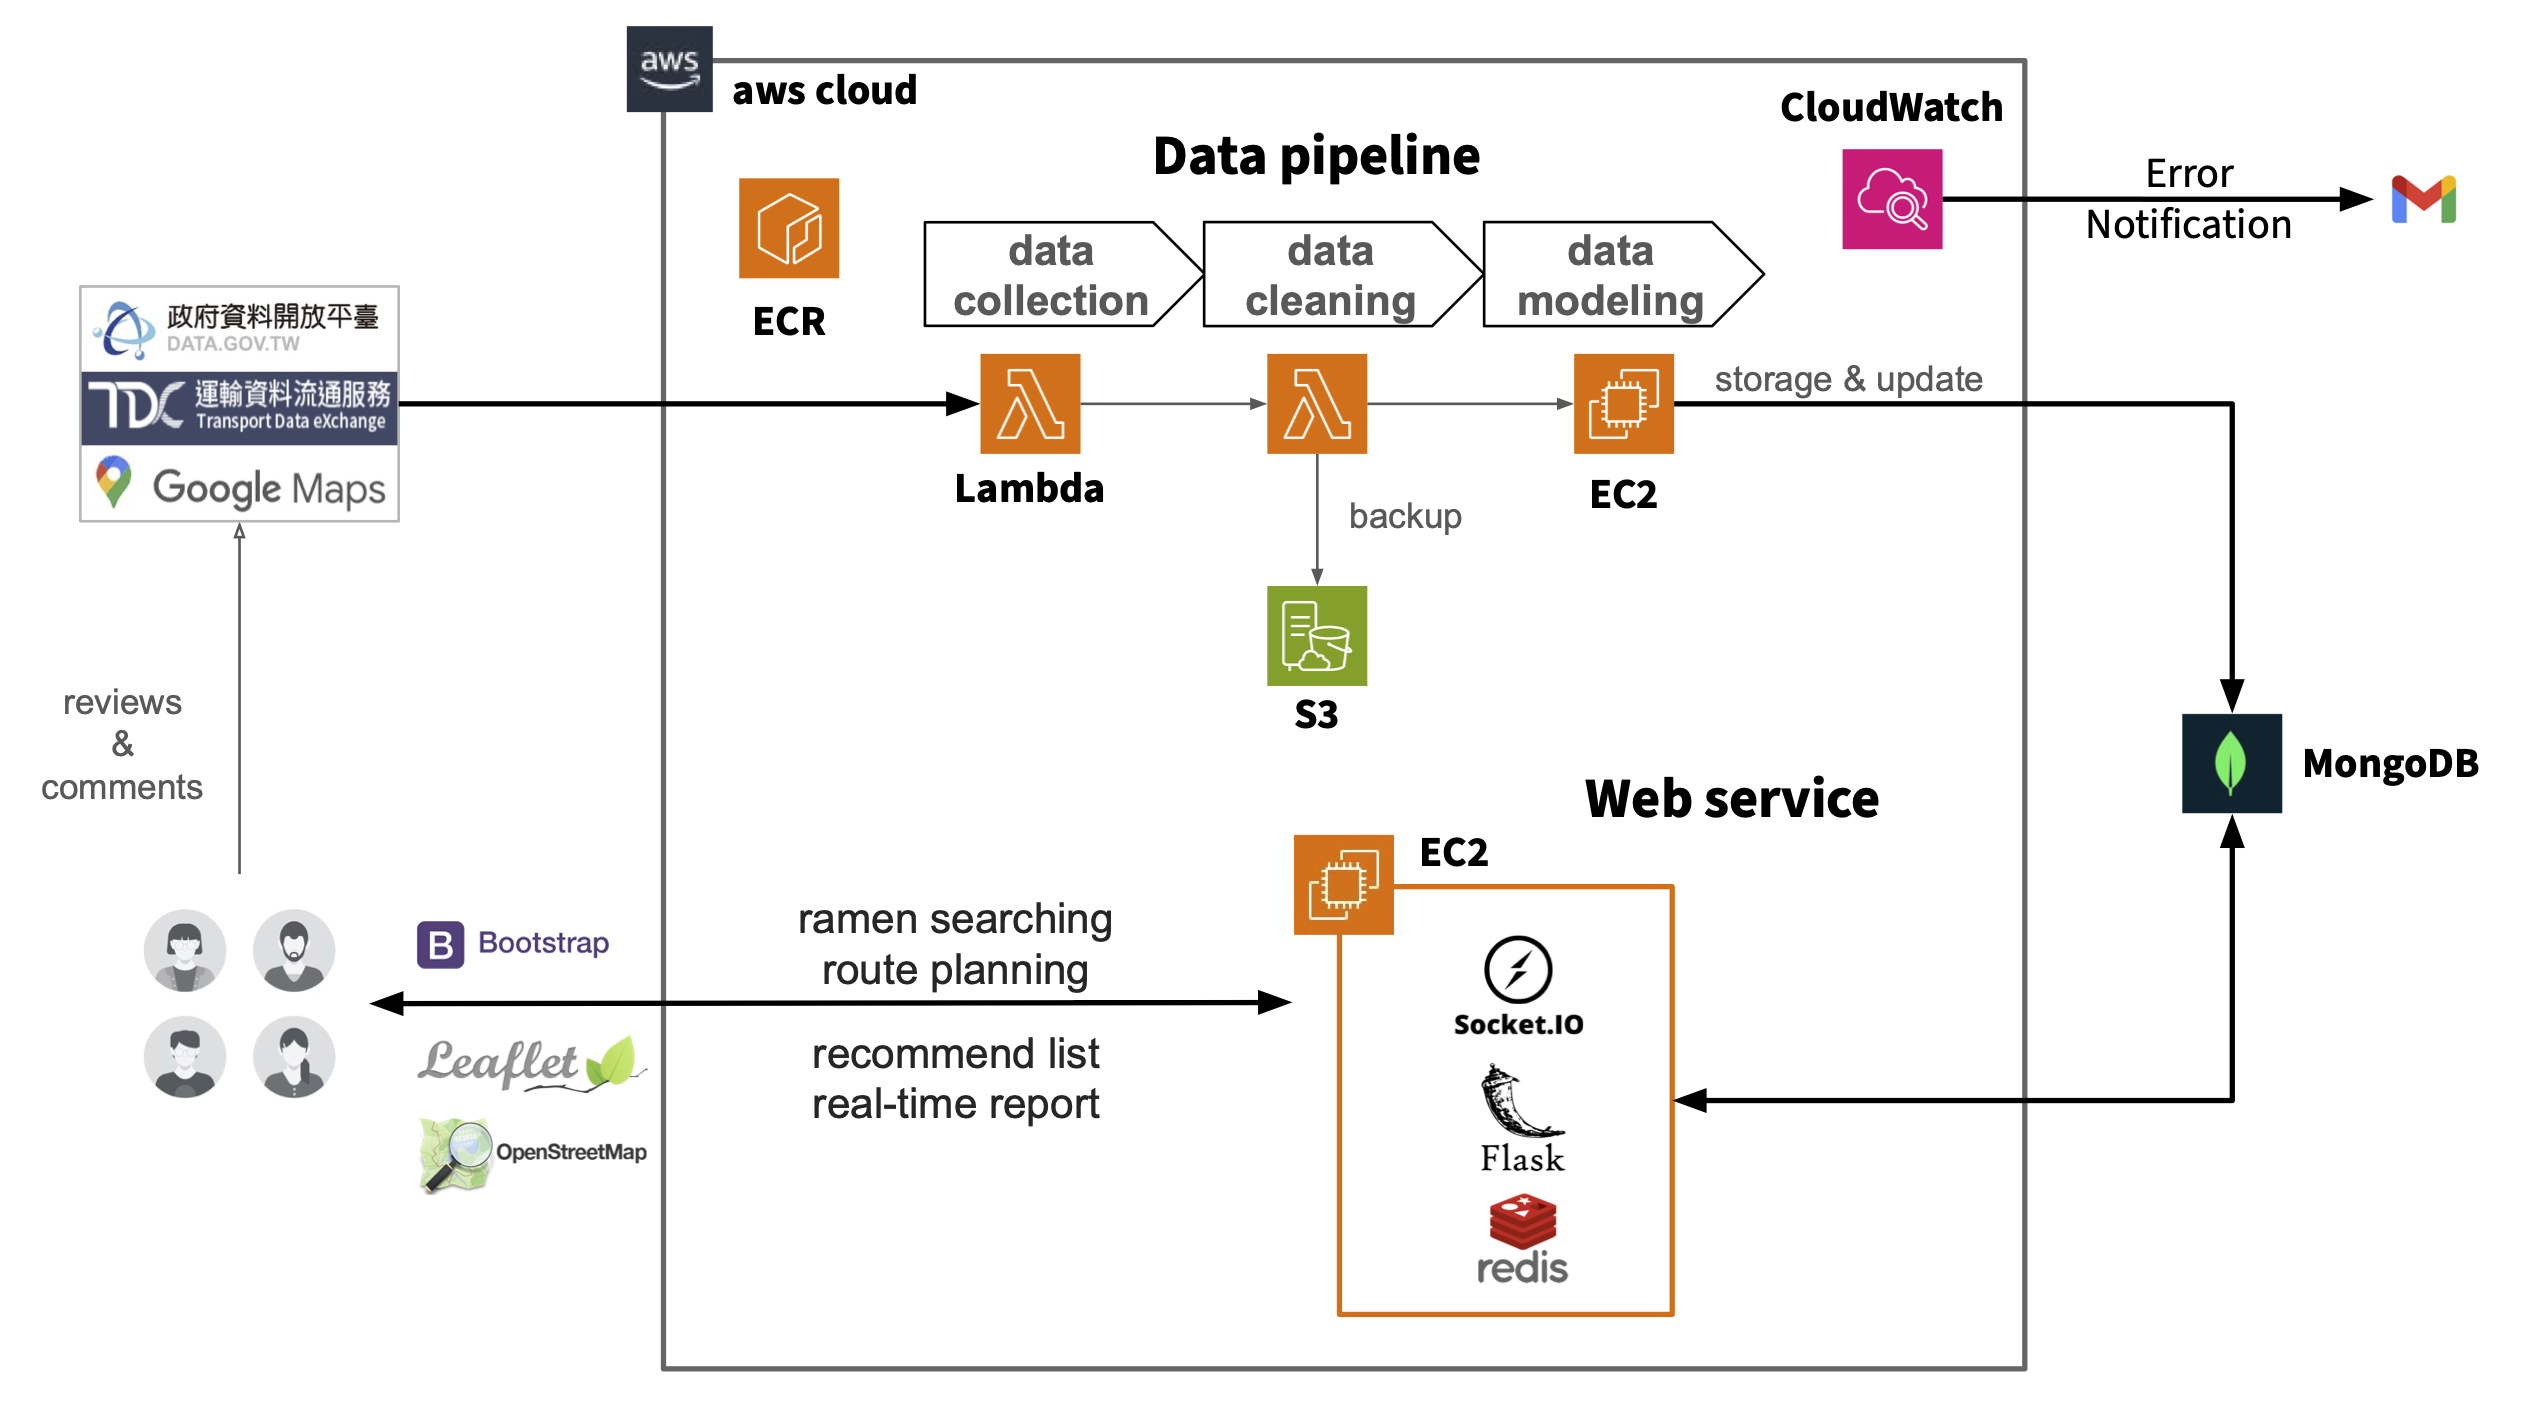 aws
aws cloud
CloudWatch
Data pipeline
Error
Notification
ECR
data
collection
data
cleaning
data
modeling
政府資料開放平臺
DATA.GOV.TW
TDX 運輸資料流通服務
Transport Data eXchange
Google Maps
Lambda
EC2
storage & update
backup
S3
reviews
&
comments
MongoDB
Web service
EC2
B Bootstrap
ramen searching
route planning
Leaflet
recommend list
real-time report
OpenStreetMap
Socket.IO
Flask
redis